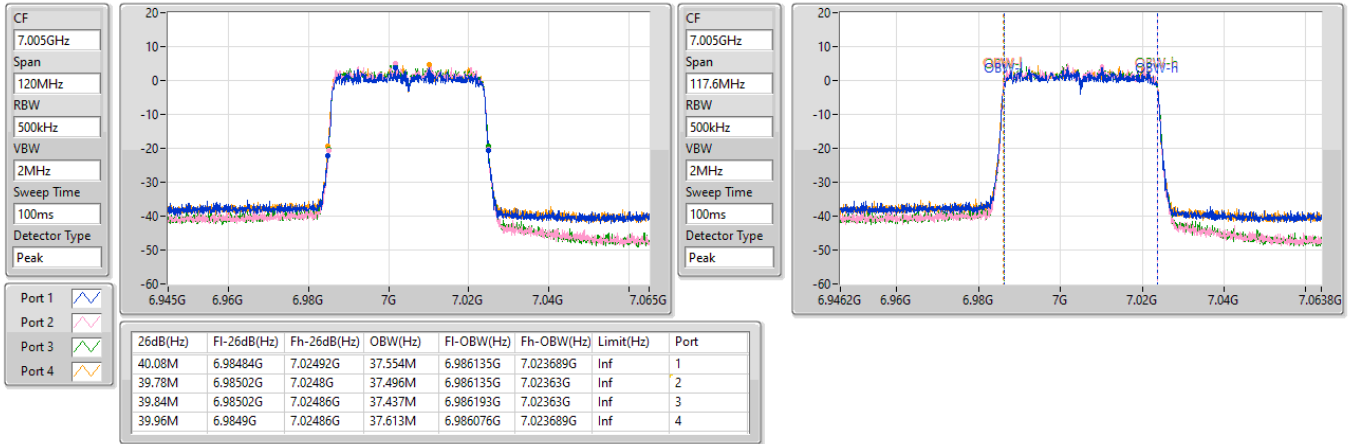 CF
7.005GHz
Span
120MHz
RBW
500kHz
VBW
2MHz
Sweep Time
100ms
Detector Type
Peak
20
10
0
-10
-20
-30
-40
-50
-60
6.945G 6.96G 6.98G 7G 7.02G 7.04G 7.065G
CF
7.005GHz
Span
117.6MHz
RBW
500kHz
VBW
2MHz
Sweep Time
100ms
Detector Type
Peak
20
10
0
-10
-20
-30
-40
-50
-60
OBW-l OBW-h
6.9462G 6.96G 6.98G 7G 7.02G 7.04G 7.0638G
Port 1
Port 2
Port 3
Port 4
26dB(Hz) Fl-26dB(Hz) Fh-26dB(Hz) OBW(Hz) Fl-OBW(Hz) Fh-OBW(Hz) Limit(Hz) Port
40.08M 6.98484G 7.02492G 37.554M 6.986135G 7.023689G Inf 1
39.78M 6.98502G 7.0248G 37.496M 6.986135G 7.02363G Inf 2
39.84M 6.98502G 7.02486G 37.437M 6.986193G 7.02363G Inf 3
39.96M 6.9849G 7.02486G 37.613M 6.986076G 7.023689G Inf 4